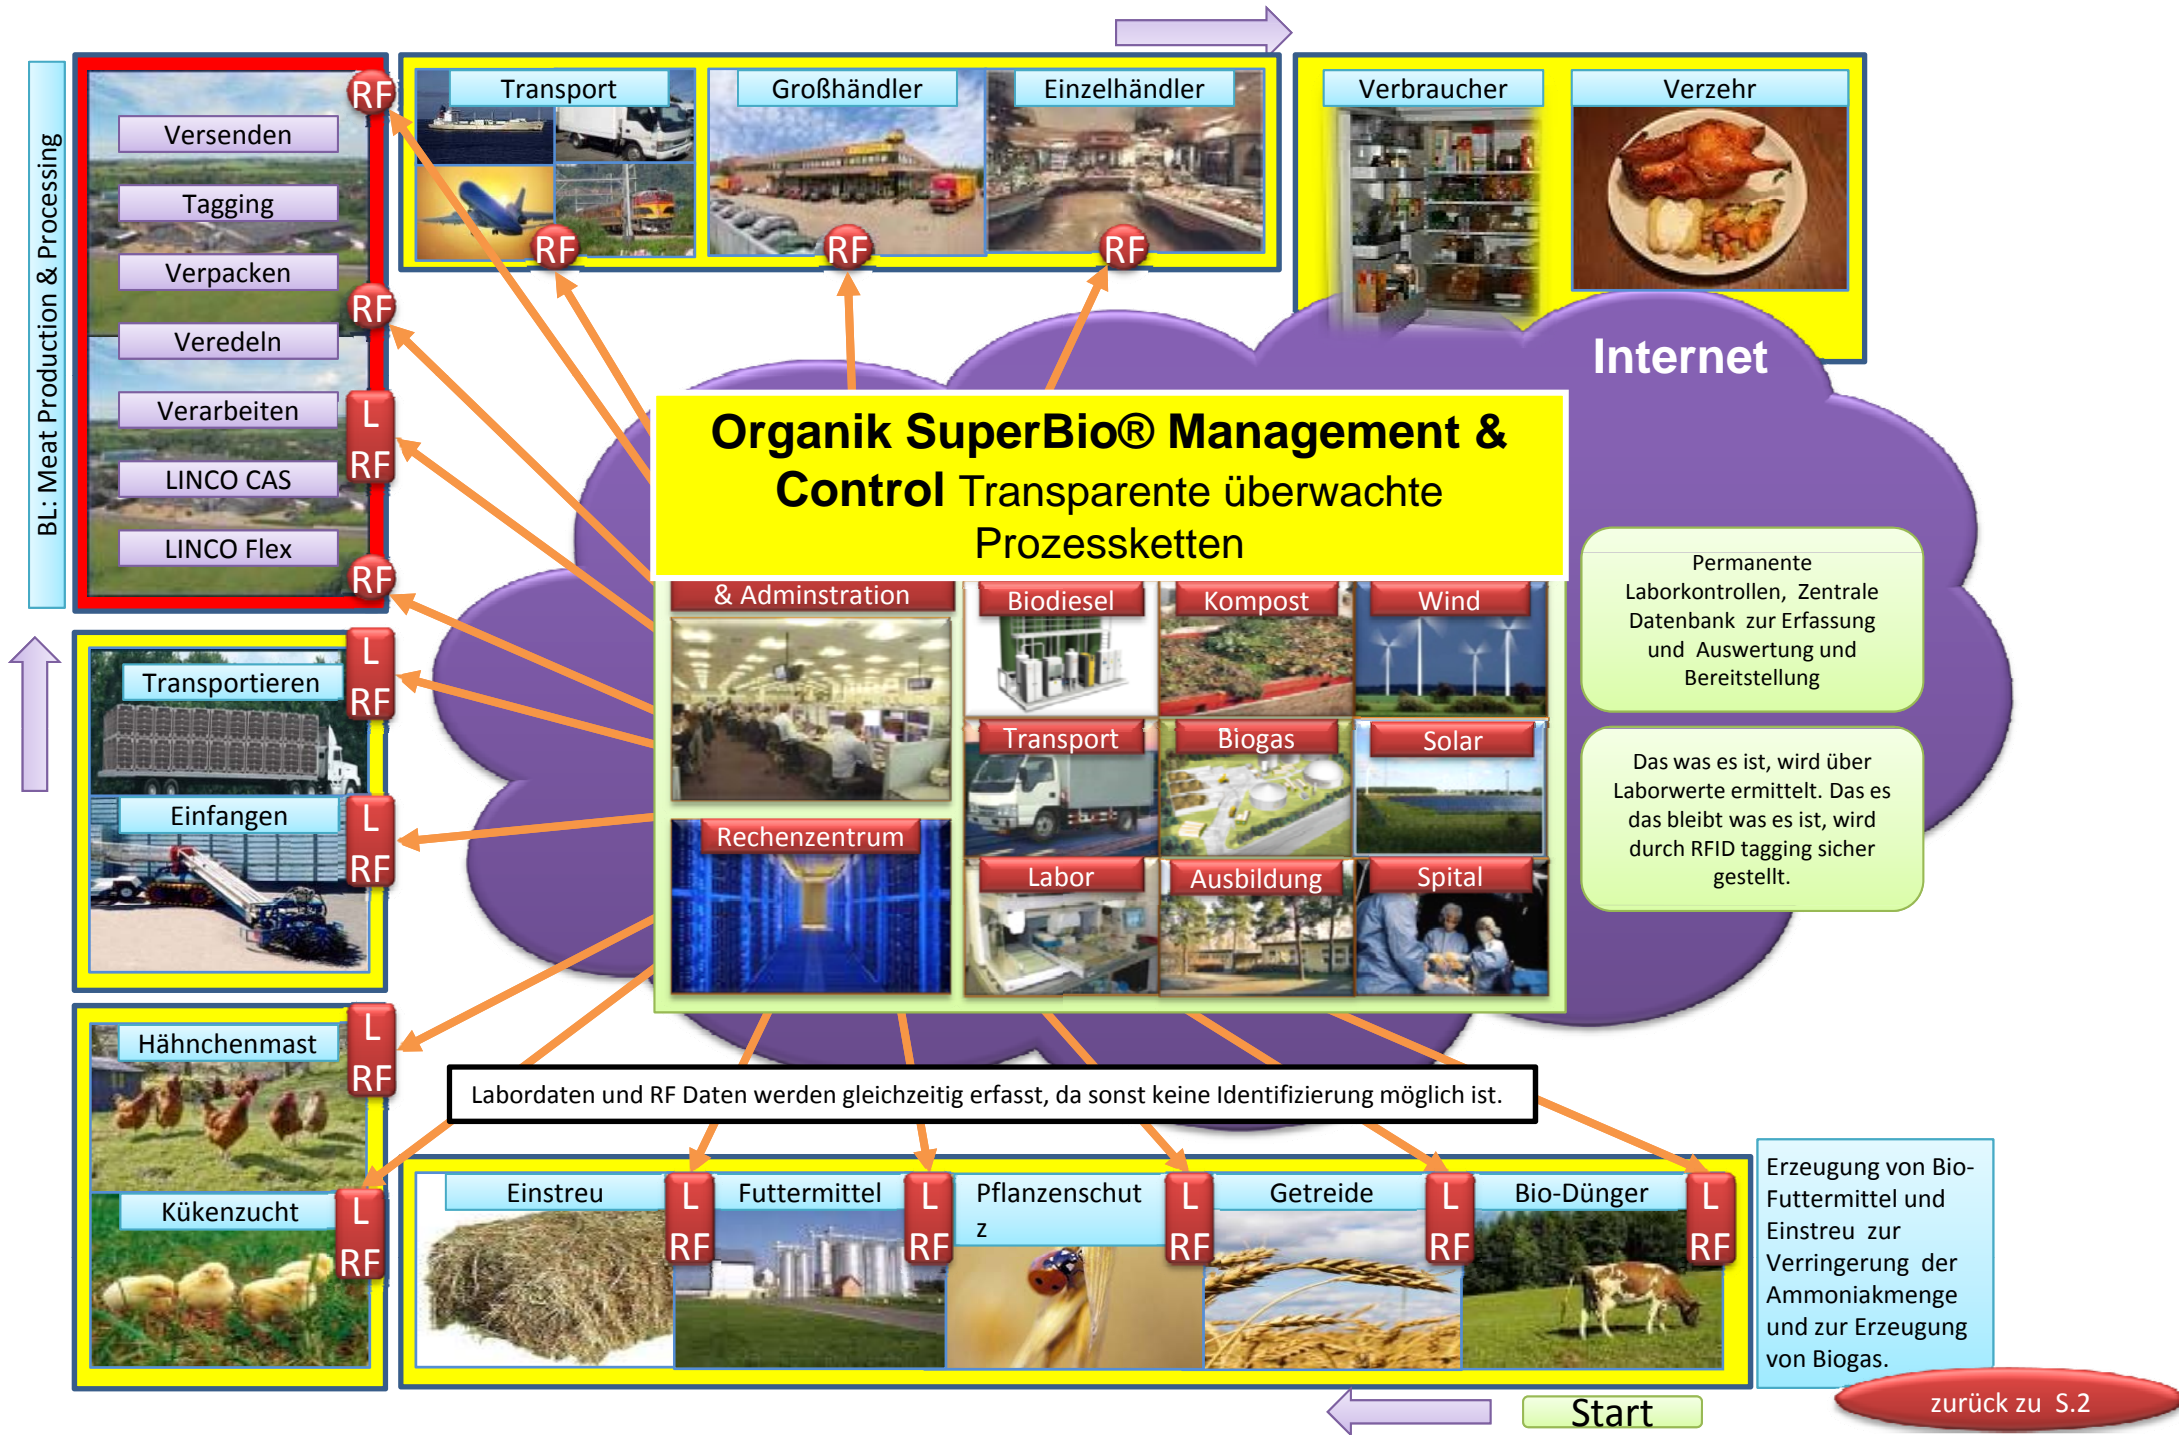 BL: Meat Production & Processing
RF
Versenden
Tagging
Verpacken
RF
Veredeln
Verarbeiten
L
RF
LINCO CAS
LINCO Flex
RF
Transport
RF
Großhändler
RF
Einzelhändler
RF
Verbraucher
Verzehr
Internet
Organik SuperBio® Management &
Control Transparente überwachte
Prozessketten
& Adminstration
Rechenzentrum
Biodiesel
Kompost
Wind
Transport
Biogas
Solar
Labor
Ausbildung
Spital
Permanente
Laborkontrollen, Zentrale
Datenbank zur Erfassung
und Auswertung und
Bereitstellung
Das was es ist, wird über
Laborwerte ermittelt. Das es
das bleibt was es ist, wird
durch RFID tagging sicher
gestellt.
Transportieren
L
RF
Einfangen
L
RF
Hähnchenmast
L
RF
Kükenzucht
L
RF
Labordaten und RF Daten werden gleichzeitig erfasst, da sonst keine Identifizierung möglich ist.
Einstreu
L
RF
Futtermittel
L
RF
Pflanzenschut
z
L
RF
Getreide
L
RF
Bio-Dünger
L
RF
Erzeugung von Bio-
Futtermittel und
Einstreu zur
Verringerung der
Ammoniakmenge
und zur Erzeugung
von Biogas.
Start
zurück zu S.2